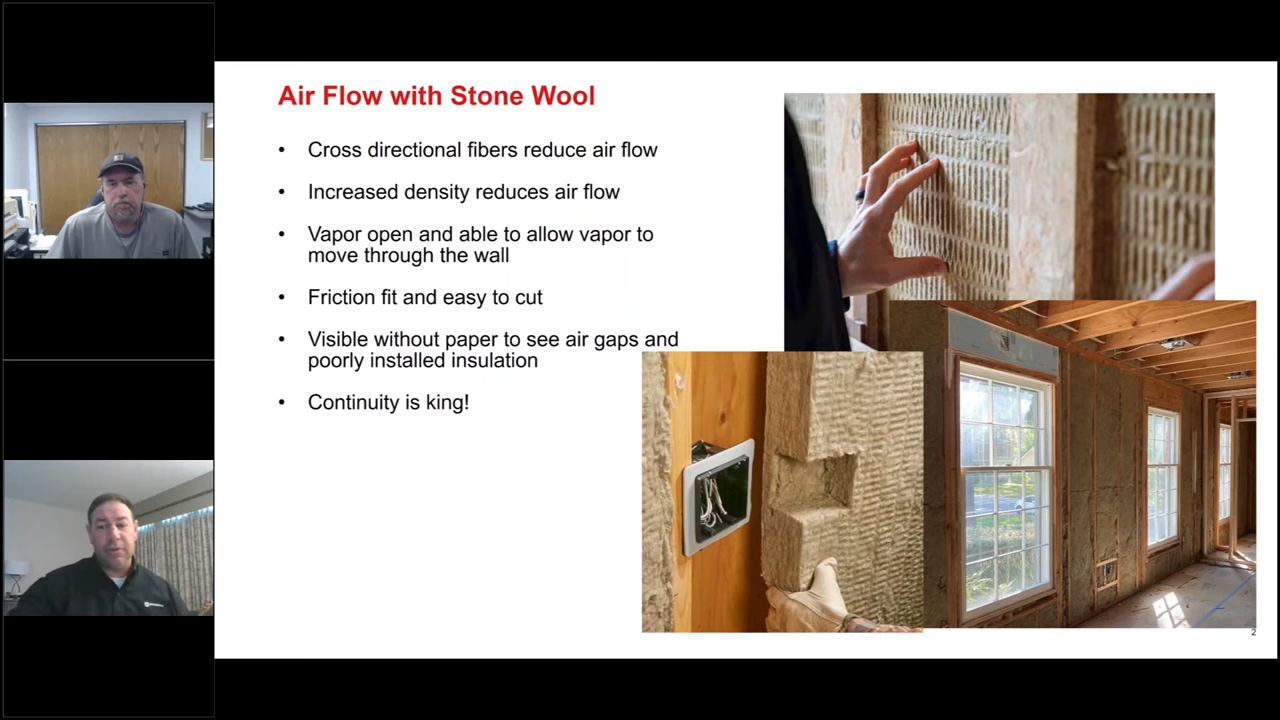 Air Flow with Stone Wool
• Cross directional fibers reduce air flow
• Increased density reduces air flow
• Vapor open and able to allow vapor to
move through the wall
• Friction fit and easy to cut
• Visible without paper to see air gaps and
poorly installed insulation
• Continuity is king!
2